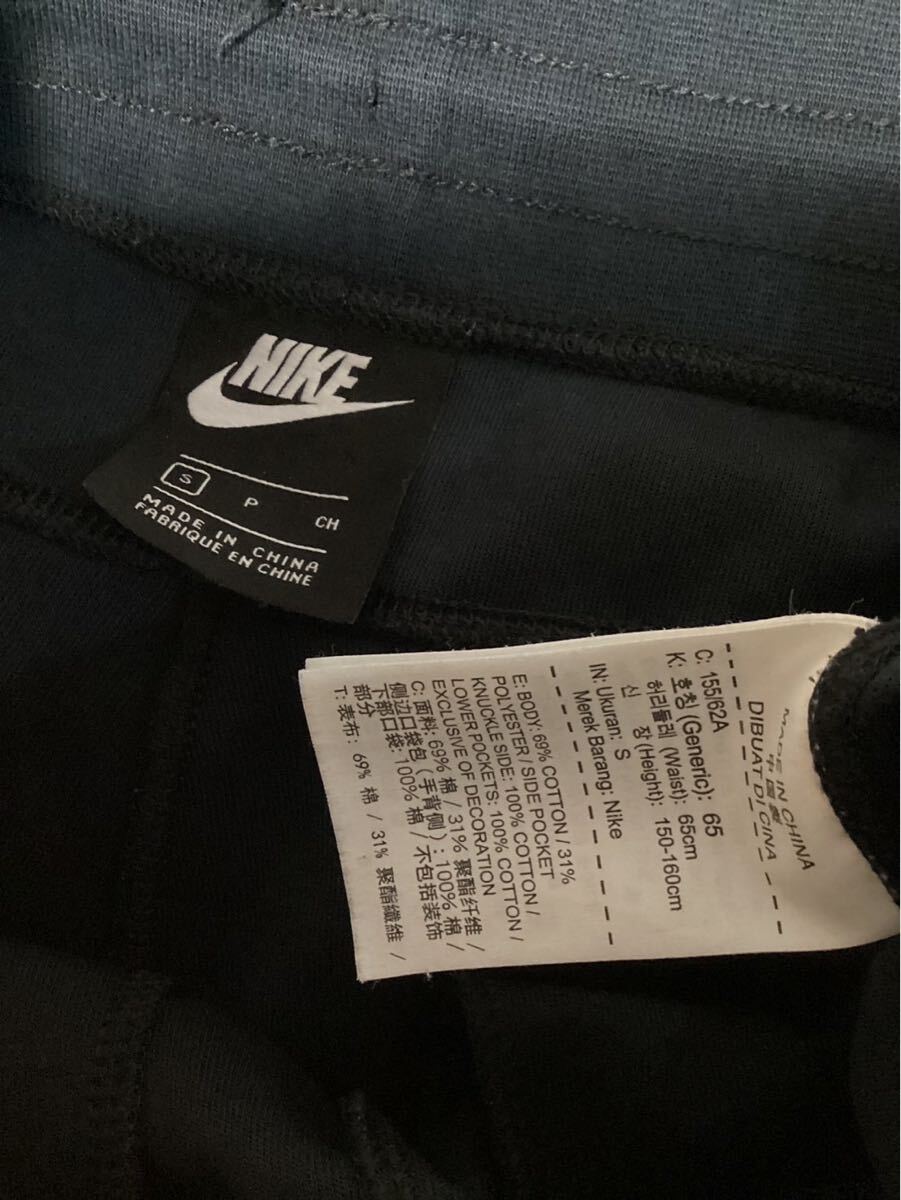 NIKE
S P CH
MADE IN CHINA
FABRIQUE EN CHINE
MADE IN CHINA
中国製
DIBUAT DI CINA
C: 155/62A
K: 호칭 (Generic): 65
허리둘레 (Waist): 65cm
신 장(Height): 150-160cm
IN: Ukuran: S
Merek Barang: Nike
E: BODY: 69% COTTON / 31%
POLYESTER / SIDE POCKET
KNUCKLE SIDE: 100% COTTON /
LOWER POCKETS: 100% COTTON /
EXCLUSIVE OF DECORATION
C: 面料: 69% 棉 / 31% 聚酯纤维 /
侧边口袋包 (手背侧) : 100% 棉 /
下部口袋: 100% 棉 / 不包括装饰
部分
T: 表布: 69% 棉 / 31% 聚酯纖維 /